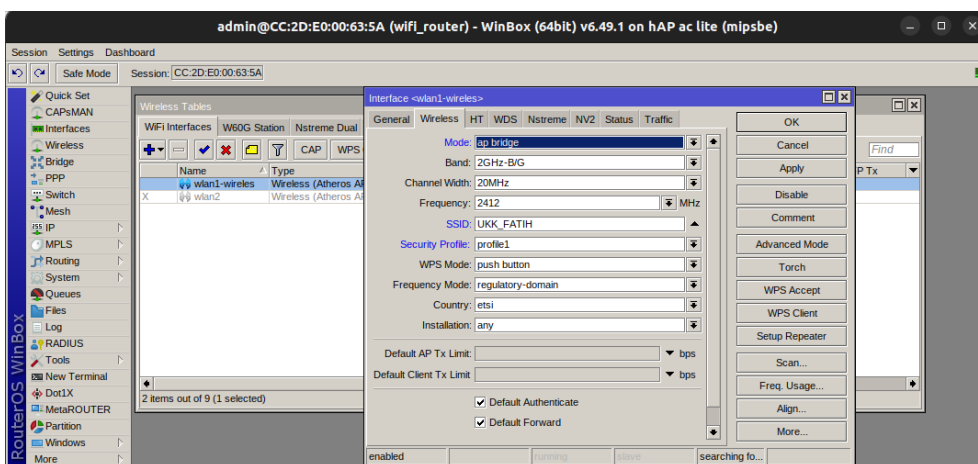 admin@CC:2D:E0:00:63:5A (wifi_router) - WinBox (64bit) v6.49.1 on hAP ac lite (mipsbe)
Session Settings Dashboard
Safe Mode Session: CC:2D:E0:00:63:5A
RouterOS WinBox
Quick Set
CAPsMAN
Interfaces
Wireless
Bridge
PPP
Switch
Mesh
IP
MPLS
Routing
System
Queues
Files
Log
RADIUS
Tools
New Terminal
Dot1X
MetaROUTER
Partition
Windows
More
Wireless Tables
WiFi Interfaces W60G Station Nstreme Dual
CAP WPS
Find
Name Type P Tx
wlan1-wireles Wireless (Atheros AR
X wlan2 Wireless (Atheros AR
2 items out of 9 (1 selected)
Interface <wlan1-wireles>
General Wireless HT WDS Nstreme NV2 Status Traffic
Mode: ap bridge
Band: 2GHz-B/G
Channel Width: 20MHz
Frequency: 2412 MHz
SSID: UKK_FATIH
Security Profile: profile1
WPS Mode: push button
Frequency Mode: regulatory-domain
Country: etsi
Installation: any
Default AP Tx Limit: bps
Default Client Tx Limit bps
Default Authenticate
Default Forward
OK
Cancel
Apply
Disable
Comment
Advanced Mode
Torch
WPS Accept
WPS Client
Setup Repeater
Scan...
Freq. Usage...
Align...
More...
enabled running slave searching fo...